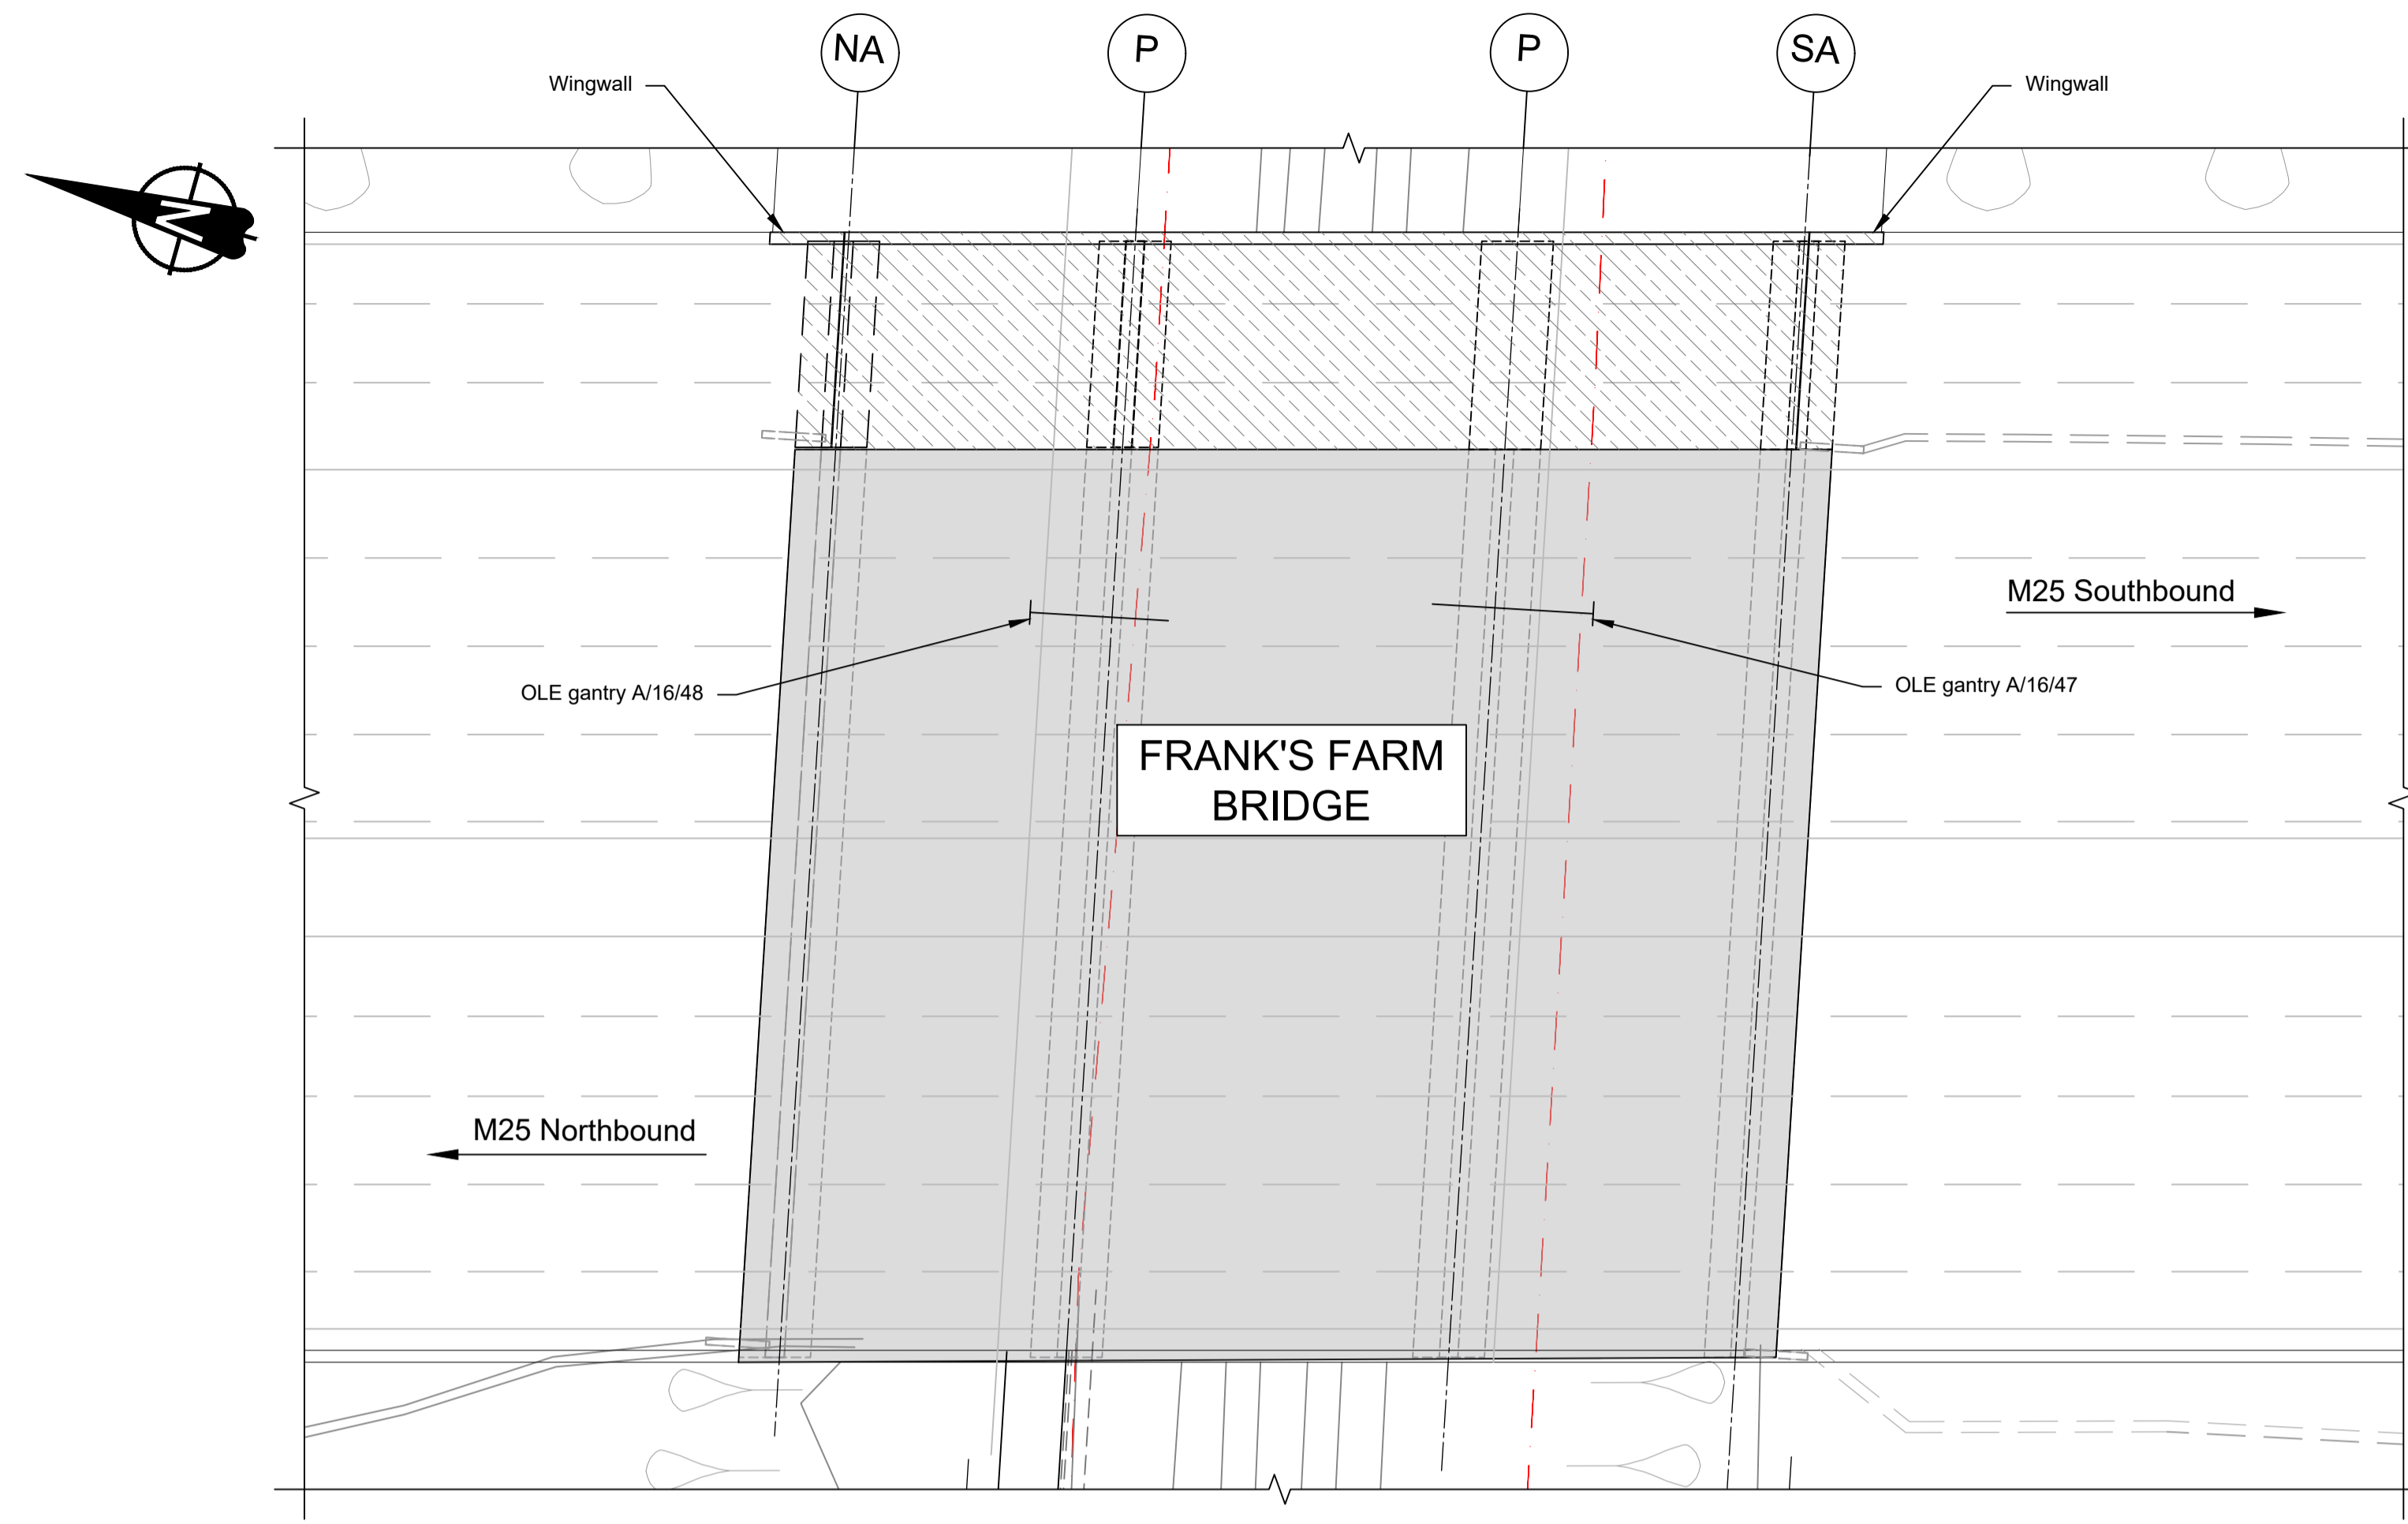 NA
P
P
SA
Wingwall
Wingwall
N
M25 Southbound
OLE gantry A/16/48
OLE gantry A/16/47
FRANK'S FARM
BRIDGE
M25 Northbound